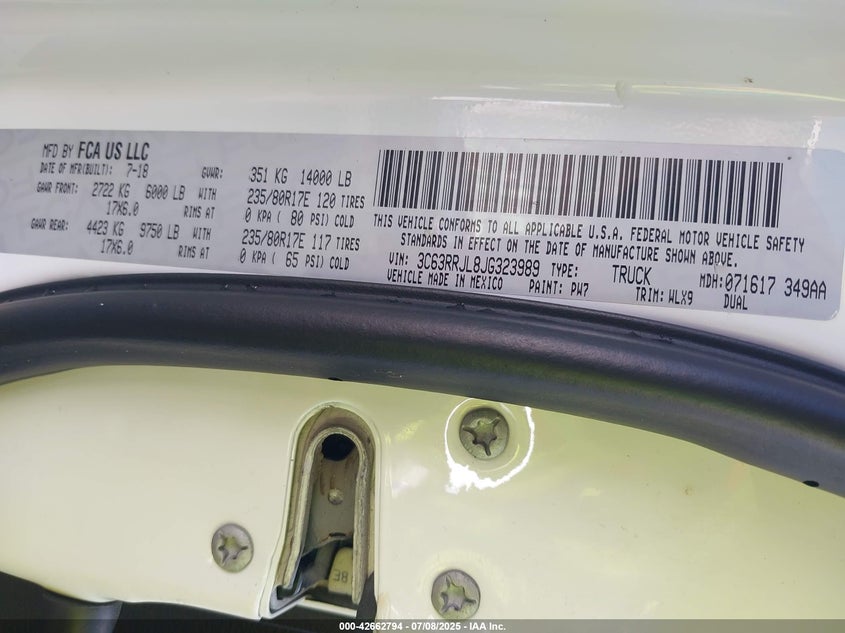 MFD BY FCA US LLC
DATE OF MFR(BUILT): 7-18 GVWR: 351 KG 14000 LB
GAWR FRONT: 2722 KG 6000 LB WITH 235/80R17E 120 TIRES
17X6.0 RIMS AT 0 KPA ( 80 PSI) COLD
GAWR REAR: 4423 KG 9750 LB WITH 235/80R17E 117 TIRES
17X6.0 RIMS AT 0 KPA ( 65 PSI) COLD
THIS VEHICLE CONFORMS TO ALL APPLICABLE U.S.A. FEDERAL MOTOR VEHICLE SAFETY
STANDARDS IN EFFECT ON THE DATE OF MANUFACTURE SHOWN ABOVE.
VIN: 3C63RRJL8JG323989 TYPE: TRUCK MDH:071617 349AA
VEHICLE MADE IN MEXICO PAINT: PW7 TRIM: WLX9 DUAL
38
000-42662794 - 07/08/2025 - IAA Inc.